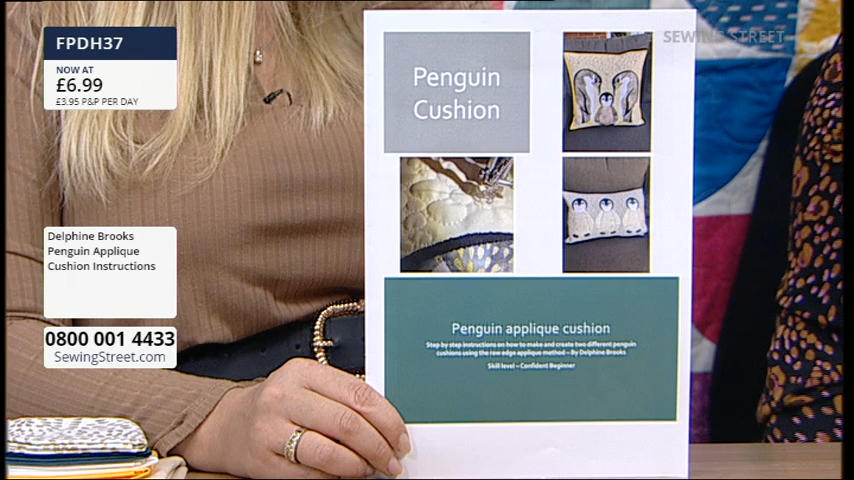 FPDH37
NOW AT
£6.99
£3.95 P&P PER DAY
SEWING STREET
Penguin
Cushion
Delphine Brooks
Penguin Applique
Cushion Instructions
0800 001 4433
SewingStreet.com
Penguin applique cushion
Step by step instructions on how to make and create two different penguin
cushions using the raw edge applique method – By Delphine Brooks
Skill level – Confident Beginner